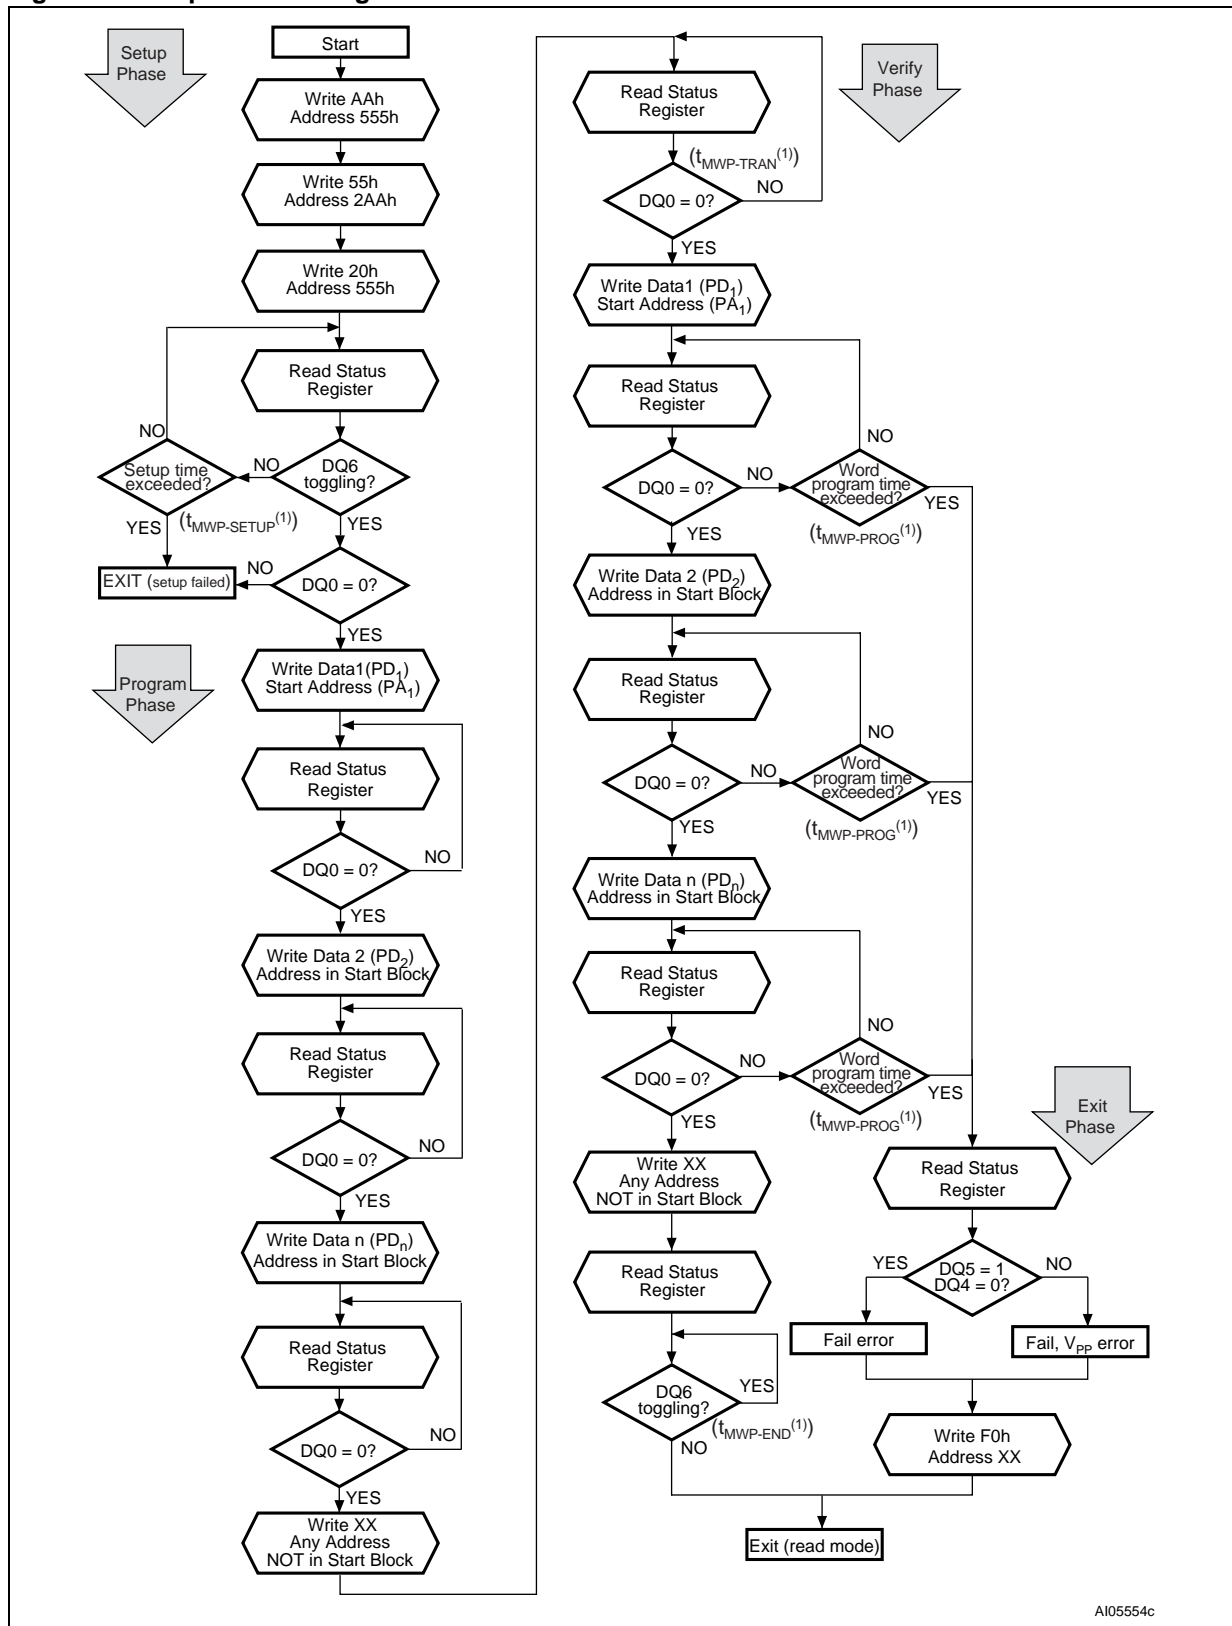 Setup
Phase
Start
Write AAh
Address 555h
Write 55h
Address 2AAh
Write 20h
Address 555h
Read Status
Register
NO
Setup time
exceeded?
NO
DQ6
toggling?
YES
(tMWP-SETUP(1))
YES
EXIT (setup failed)
NO
DQ0 = 0?
YES
Program
Phase
Write Data1(PD1)
Start Address (PA1)
Read Status
Register
DQ0 = 0?
NO
YES
Write Data 2 (PD2)
Address in Start Block
Read Status
Register
DQ0 = 0?
NO
YES
Write Data n (PDn)
Address in Start Block
Read Status
Register
DQ0 = 0?
NO
YES
Write XX
Any Address
NOT in Start Block
Verify
Phase
Read Status
Register
(tMWP-TRAN(1))
DQ0 = 0?
NO
YES
Write Data1 (PD1)
Start Address (PA1)
Read Status
Register
NO
DQ0 = 0?
NO
Word
program time
exceeded?
YES
(tMWP-PROG(1))
YES
Write Data 2 (PD2)
Address in Start Block
Read Status
Register
NO
DQ0 = 0?
NO
Word
program time
exceeded?
YES
(tMWP-PROG(1))
YES
Write Data n (PDn)
Address in Start Block
Read Status
Register
NO
DQ0 = 0?
NO
Word
program time
exceeded?
YES
(tMWP-PROG(1))
YES
Write XX
Any Address
NOT in Start Block
Read Status
Register
DQ6
toggling?
YES
(tMWP-END(1))
NO
Exit
Phase
Read Status
Register
YES
DQ5 = 1
DQ4 = 0?
NO
Fail error
Fail, VPP error
Write F0h
Address XX
Exit (read mode)
AI05554c